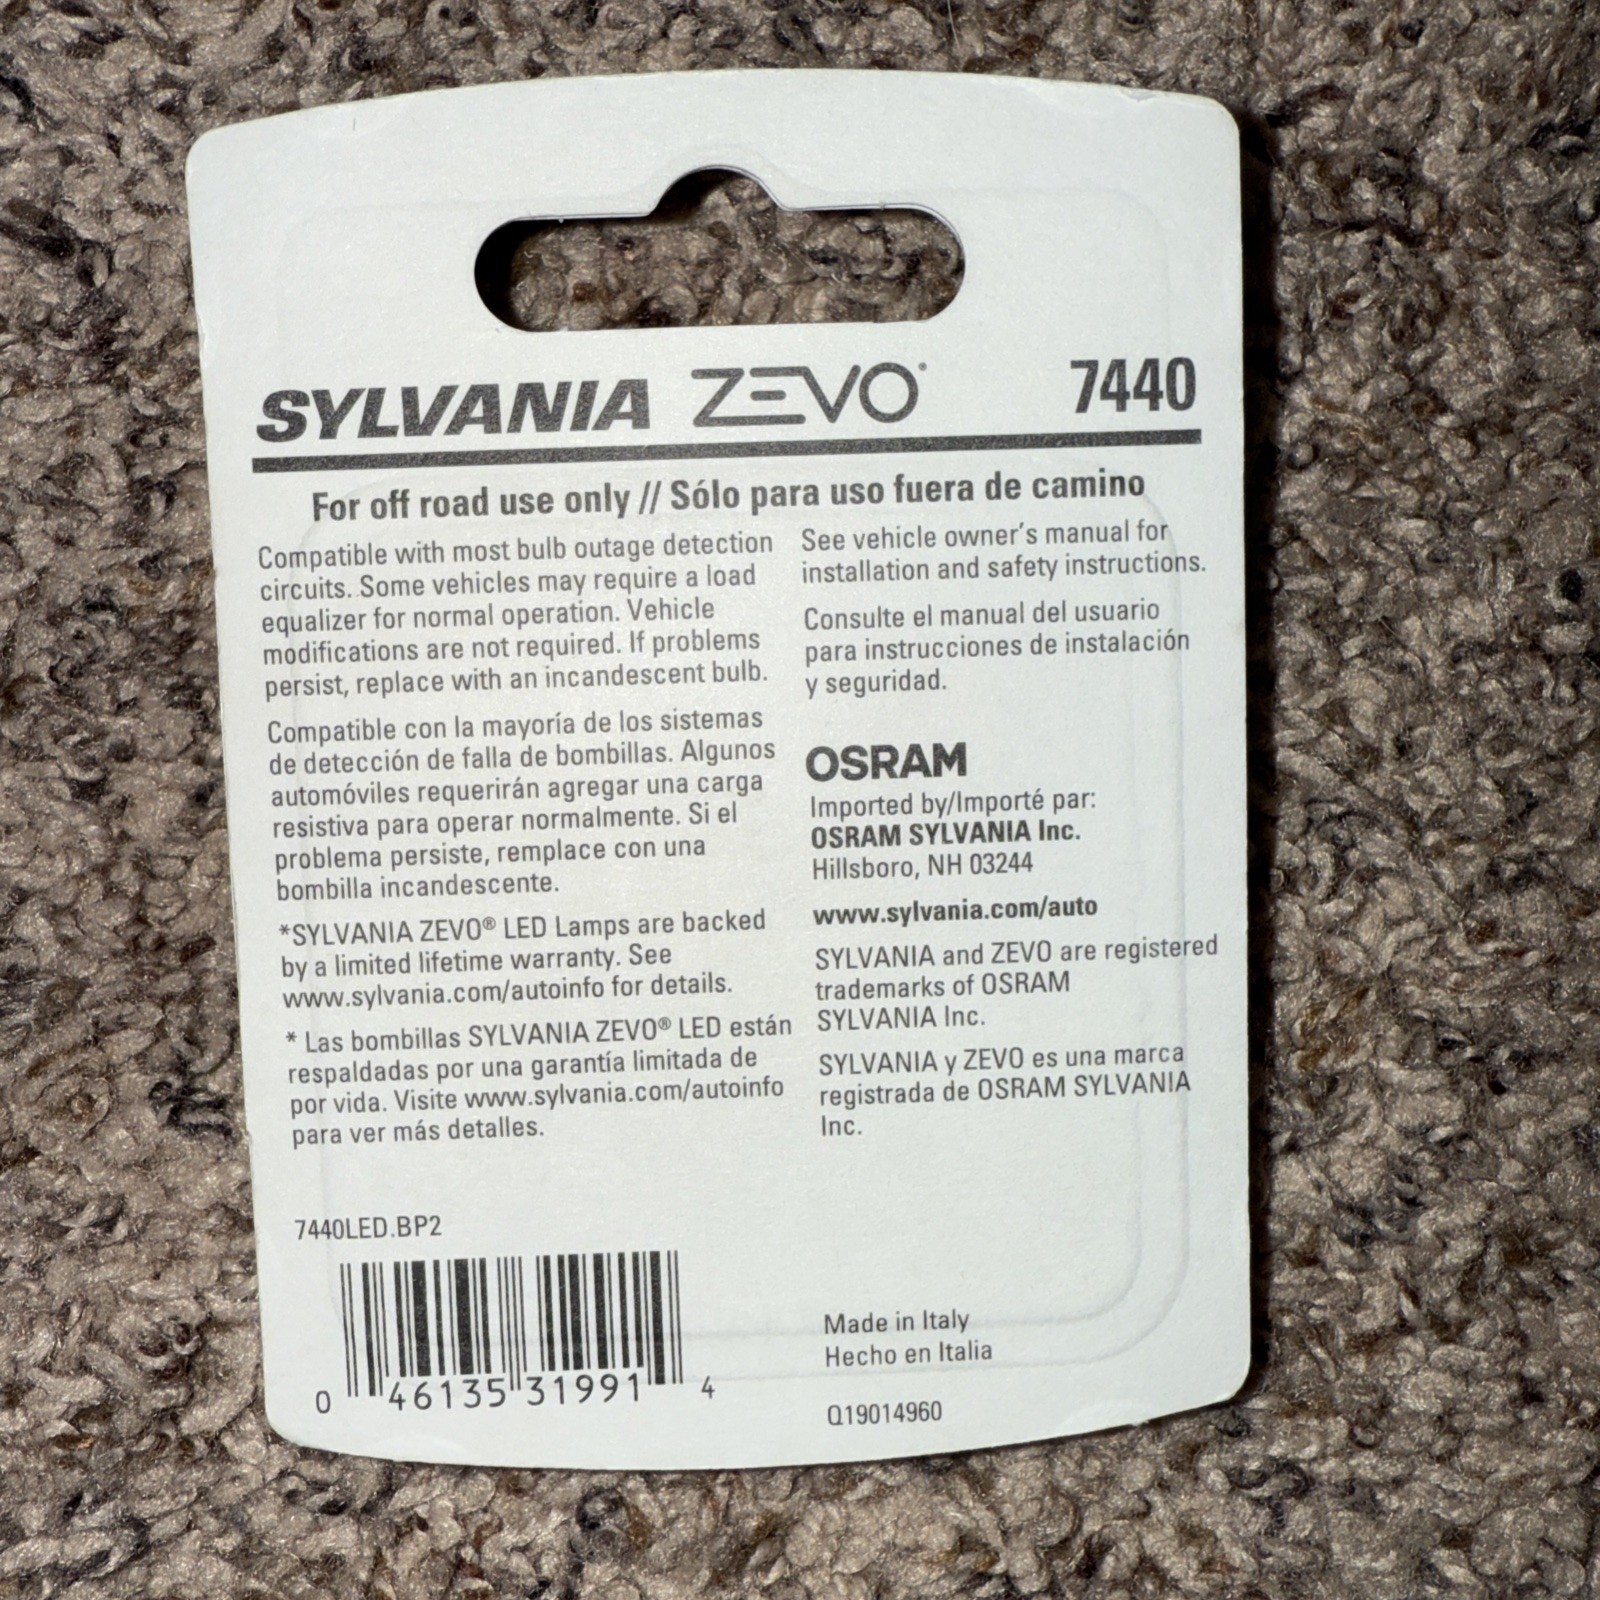 SYLVANIA ZEVO® 7440
For off road use only // Sólo para uso fuera de camino
Compatible with most bulb outage detection
circuits. Some vehicles may require a load
equalizer for normal operation. Vehicle
modifications are not required. If problems
persist, replace with an incandescent bulb.
Compatible con la mayoría de los sistemas
de detección de falla de bombillas. Algunos
automóviles requerirán agregar una carga
resistiva para operar normalmente. Si el
problema persiste, remplace con una
bombilla incandescente.
*SYLVANIA ZEVO® LED Lamps are backed
by a limited lifetime warranty. See
www.sylvania.com/autoinfo for details.
* Las bombillas SYLVANIA ZEVO® LED están
respaldadas por una garantía limitada de
por vida. Visite www.sylvania.com/autoinfo
para ver más detalles.
See vehicle owner's manual for
installation and safety instructions.
Consulte el manual del usuario
para instrucciones de instalación
y seguridad.
OSRAM
Imported by/Importé par:
OSRAM SYLVANIA Inc.
Hillsboro, NH 03244
www.sylvania.com/auto
SYLVANIA and ZEVO are registered
trademarks of OSRAM
SYLVANIA Inc.
SYLVANIA y ZEVO es una marca
registrada de OSRAM SYLVANIA
Inc.
7440LED.BP2
0 46135 31991 4
Made in Italy
Hecho en Italia
Q19014960